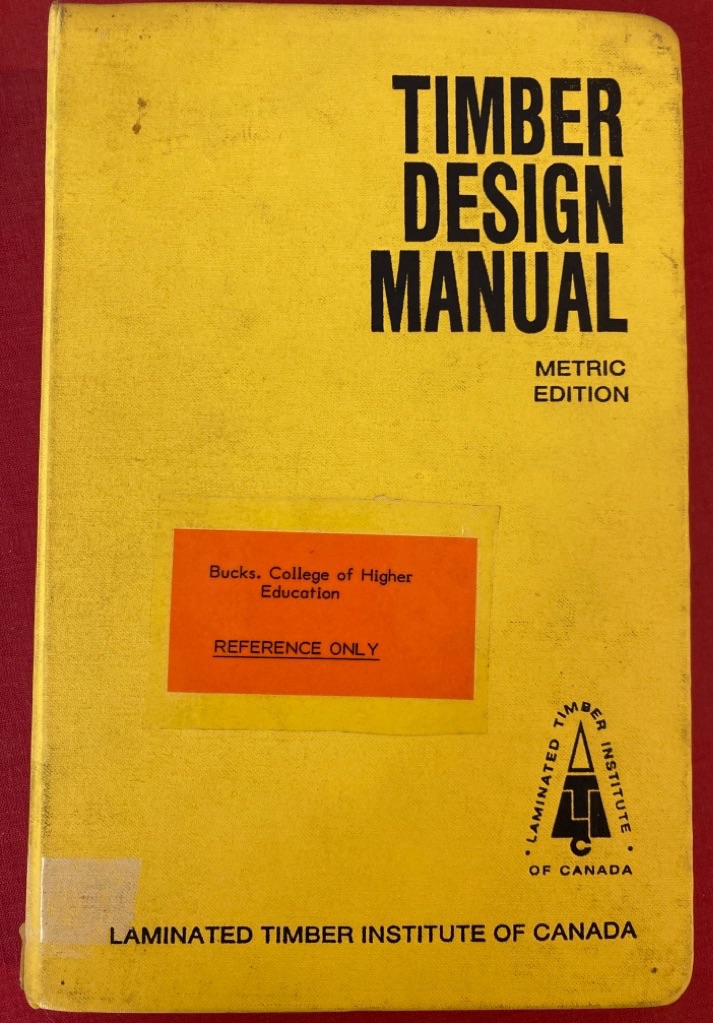 TIMBER
DESIGN
MANUAL
METRIC
EDITION
Bucks. College of Higher
Education
REFERENCE ONLY
• LAMINATED TIMBER INSTITUTE •
LTIC
OF CANADA
LAMINATED TIMBER INSTITUTE OF CANADA